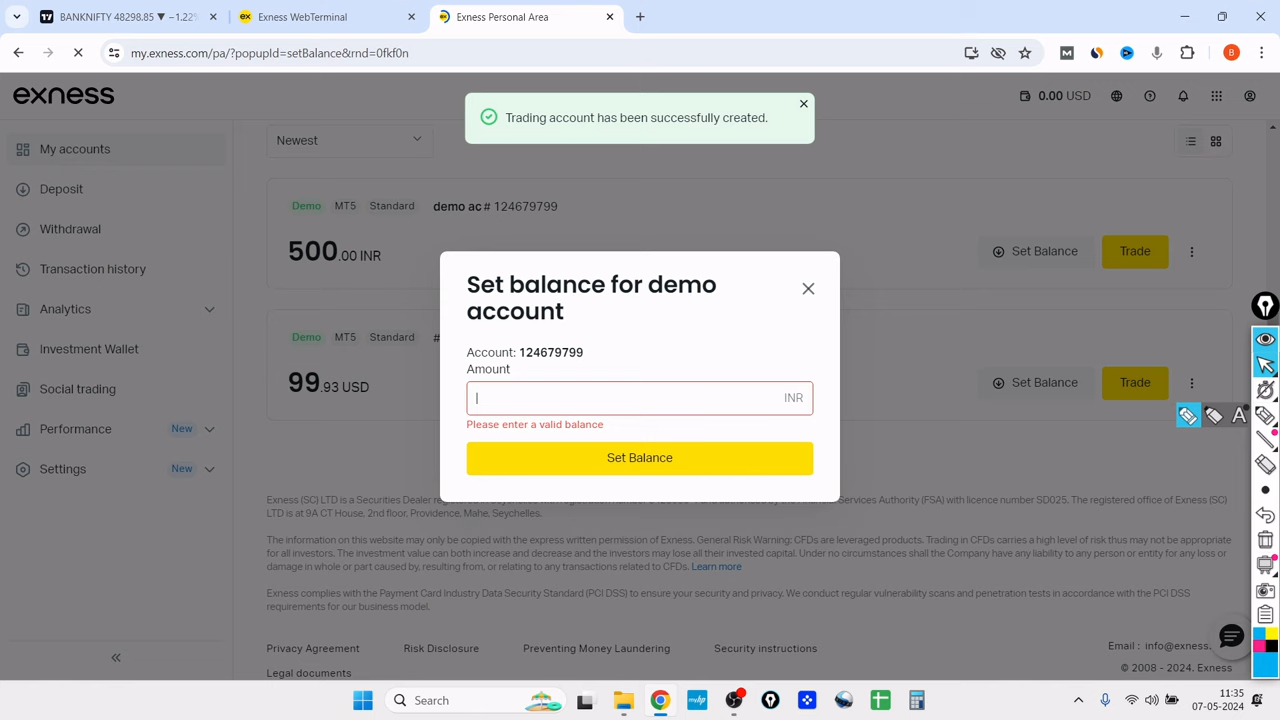 BANKNIFTY 48298.85 ▼ −1.22%
Exness WebTerminal
Exness Personal Area
my.exness.com/pa/?popupId=setBalance&rnd=0fkf0n
B
exness
0.00 USD
Trading account has been successfully created.
My accounts
Deposit
Withdrawal
Transaction history
Analytics
Investment Wallet
Social trading
Performance New
Settings New
Newest
Demo MT5 Standard demo ac # 124679799
500.00 INR
Set Balance
Trade
Set balance for demo
account
Account: 124679799
Amount
INR
Please enter a valid balance
Set Balance
Demo MT5 Standard #
99.93 USD
Set Balance
Trade
A
Exness (SC) LTD is a Securities Dealer
Services Authority (FSA) with licence number SD025. The registered office of Exness (SC)
LTD is at 9A CT House, 2nd floor, Providence, Mahe, Seychelles.
The information on this website may only be copied with the express written permission of Exness. General Risk Warning: CFDs are leveraged products. Trading in CFDs carries a high level of risk thus may not be appropriate
for all investors. The investment value can both increase and decrease and the investors may lose all their invested capital. Under no circumstances shall the Company have any liability to any person or entity for any loss or
damage in whole or part caused by, resulting from, or relating to any transactions related to CFDs. Learn more
Exness complies with the Payment Card Industry Data Security Standard (PCI DSS) to ensure your security and privacy. We conduct regular vulnerability scans and penetration tests in accordance with the PCI DSS
requirements for our business model.
Privacy Agreement
Risk Disclosure
Preventing Money Laundering
Security instructions
Legal documents
Email : info@exness.
© 2008 - 2024. Exness
Search
11:35
07-05-2024